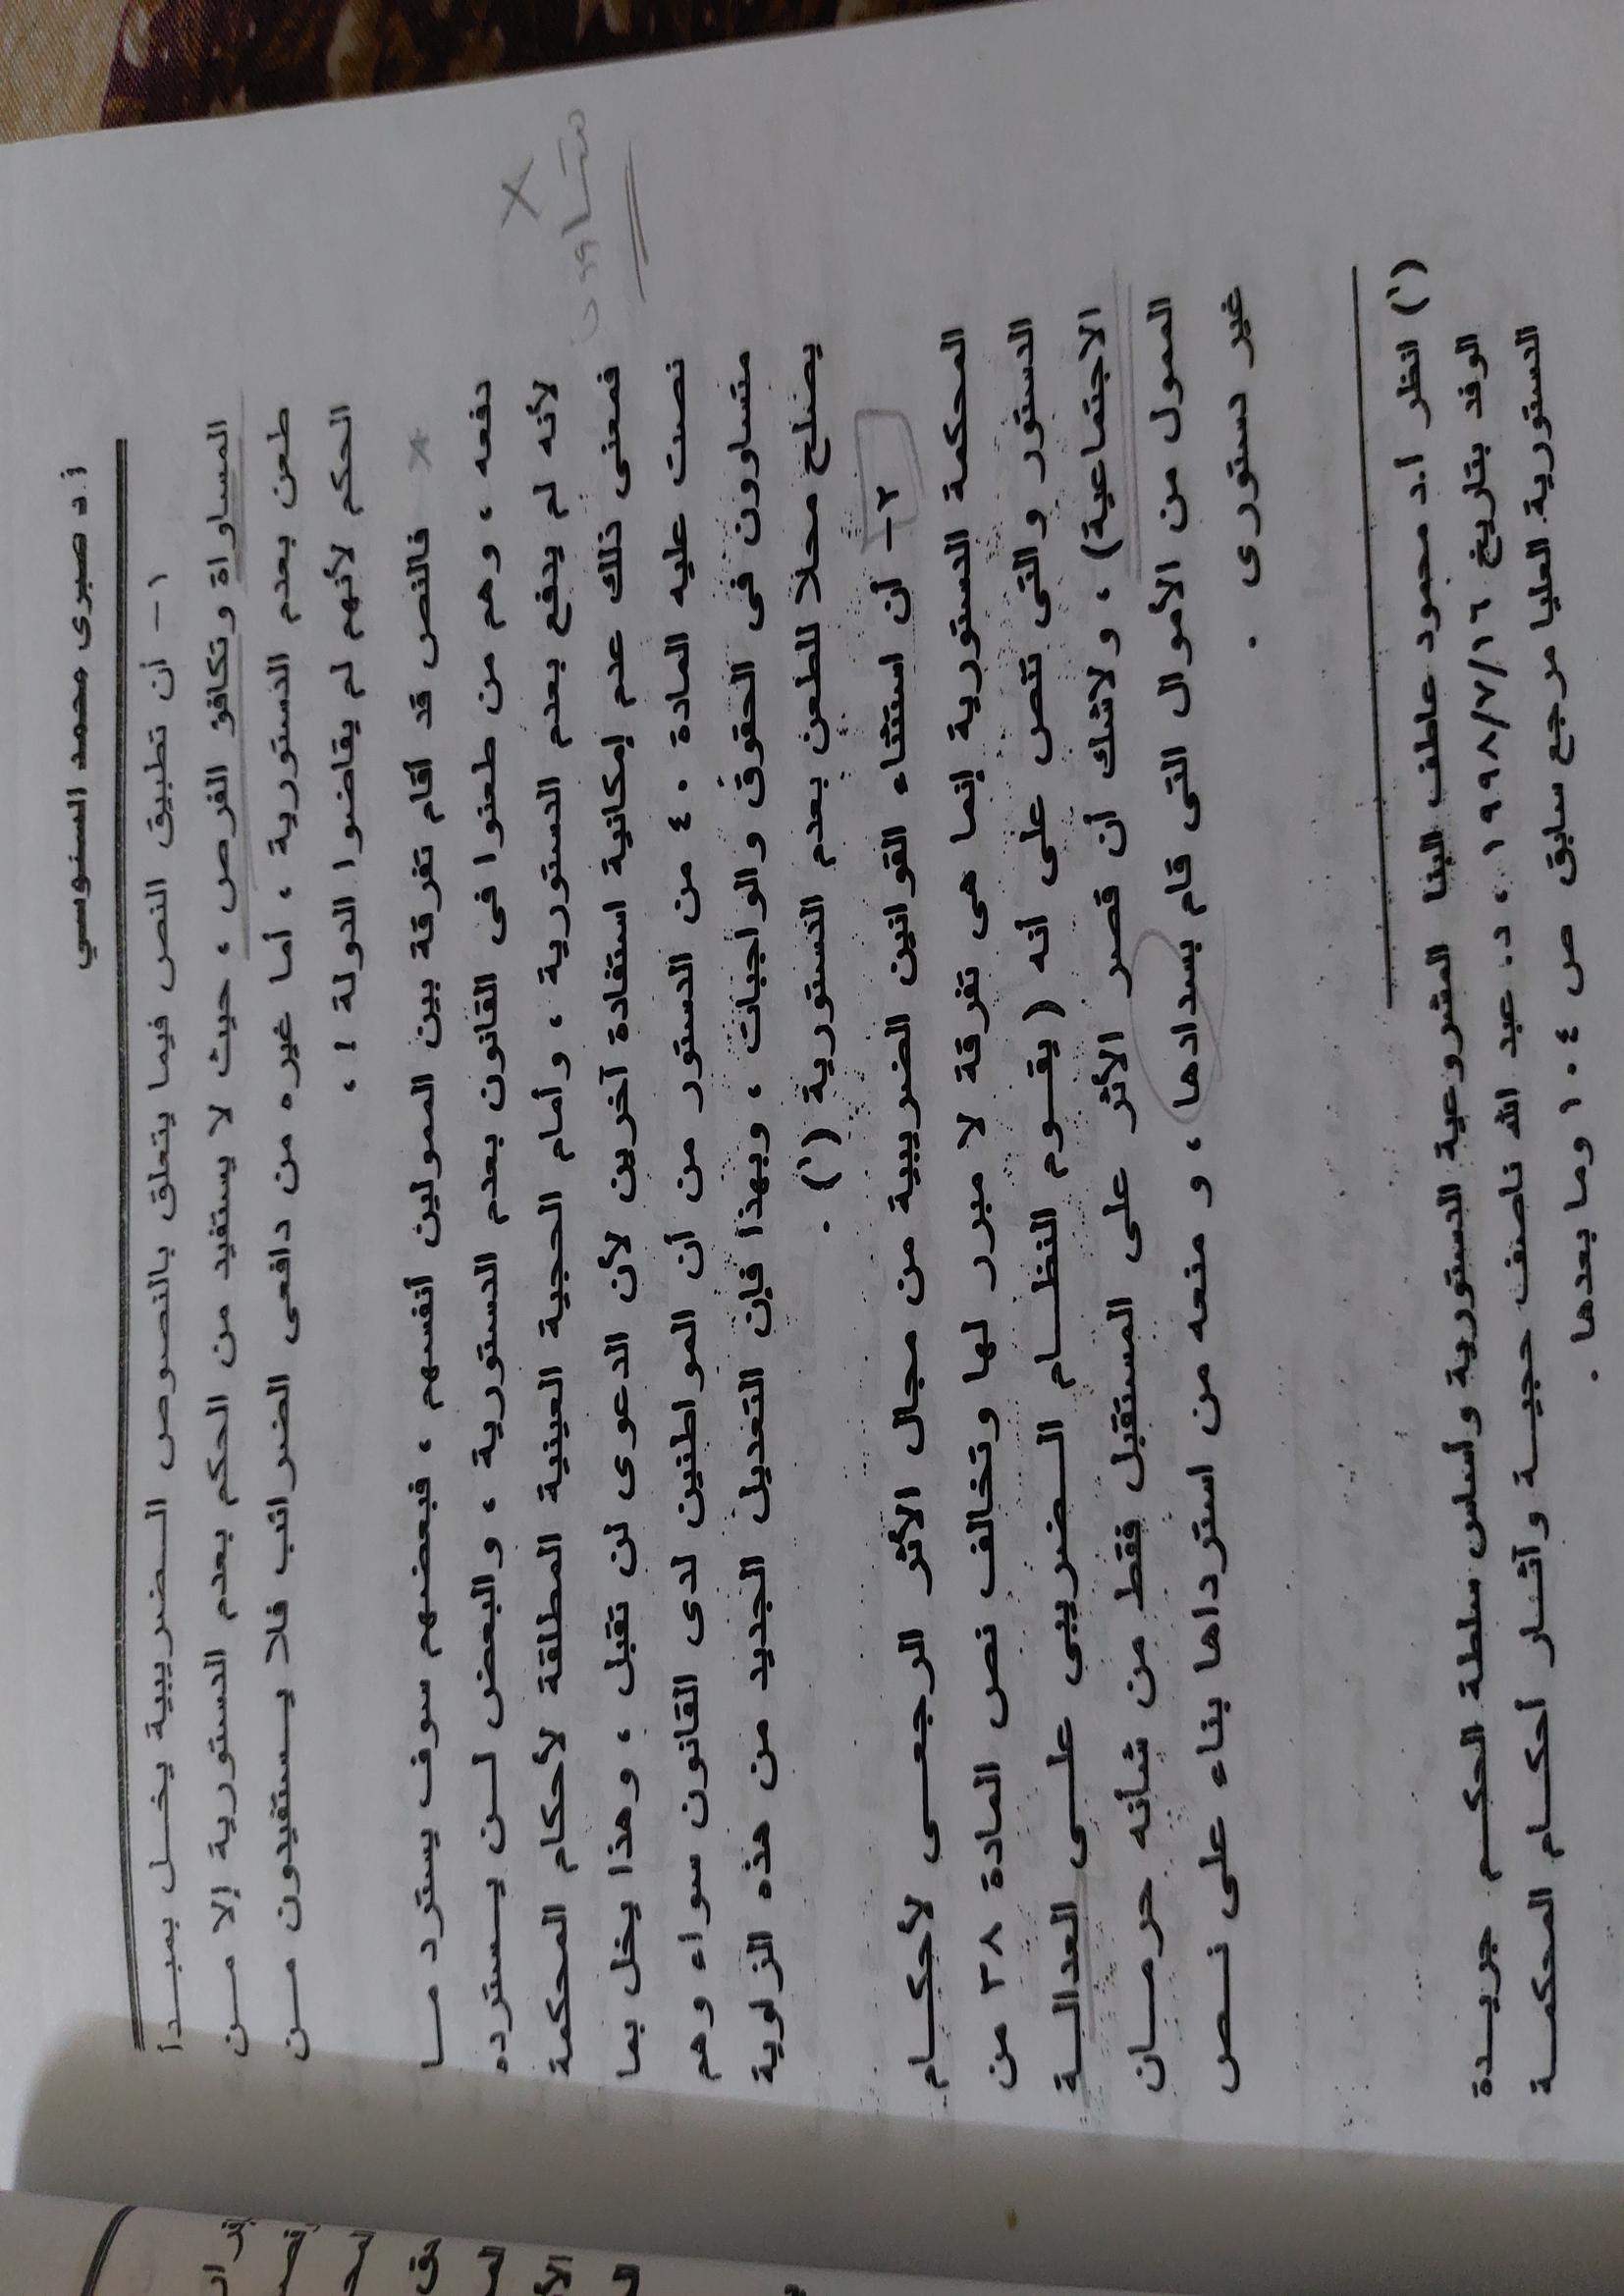 أ.د صبرى محمد السنوسي
١ – أن تطبيق النص فيما يتعلق بالنصوص الضريبية يخل بمبدأ
المساواة وتكافؤ الفرص ، حيث لا يستفيد من الحكم بعدم الدستورية إلا من
طعن بعدم الدستورية ، أما غيره من دافعى الضرائب فلا يستفيدون من
الحكم لأنهم لم يقاضوا الدولة ! ،
فالنص قد أقام تفرقة بين الممولين أنفسهم ، فبعضهم سوف يسترد ما
دفعه ، وهم من طعنوا فى القانون بعدم الدستورية ، والبعض لن يسترده
لأنه لم يدفع بعدم الدستورية ، وأمام الحجية العينية المطلقة لأحكام المحكمة
فمعنى ذلك عدم إمكانية استفادة آخرين لأن الدعوى لن تقبل ، وهذا يخل بما
نصت عليه المادة ٤٠ من الدستور من أن المواطنين لدى القانون سواء وهم
متساوون فى الحقوق والواجبات ، وبهذا فإن التعديل الجديد من هذه الزاوية
يصلح محلا للطعن بعدم الدستورية (١) .
٢ – أن استثناء القوانين الضريبية من مجال الأثر الرجعى لأحكام
المحكمة الدستورية إنما هى تفرقة لا مبرر لها وتخالف نص المادة ٣٨ من
الدستور والتى تنص على أنه (يقوم النظام الضريبى على العدالة
الاجتماعية) ، ولاشك أن قصر الأثر على المستقبل فقط من شأنه حرمان
الممول من الأموال التى قام بسدادها ، و منعه من استرداها بناء على نص
غير دستورى .
(١) انظر أ.د محمود عاطف البنا المشروعية الدستورية وأساس سلطة الحكم جريدة
الوفد بتاريخ ١٩٩٨/٧/١٦ ، د. عبد الله ناصف حجية وآثار أحكام المحكمة
الدستورية العليا مرجع سابق ص ١٠٤ وما بعدها .